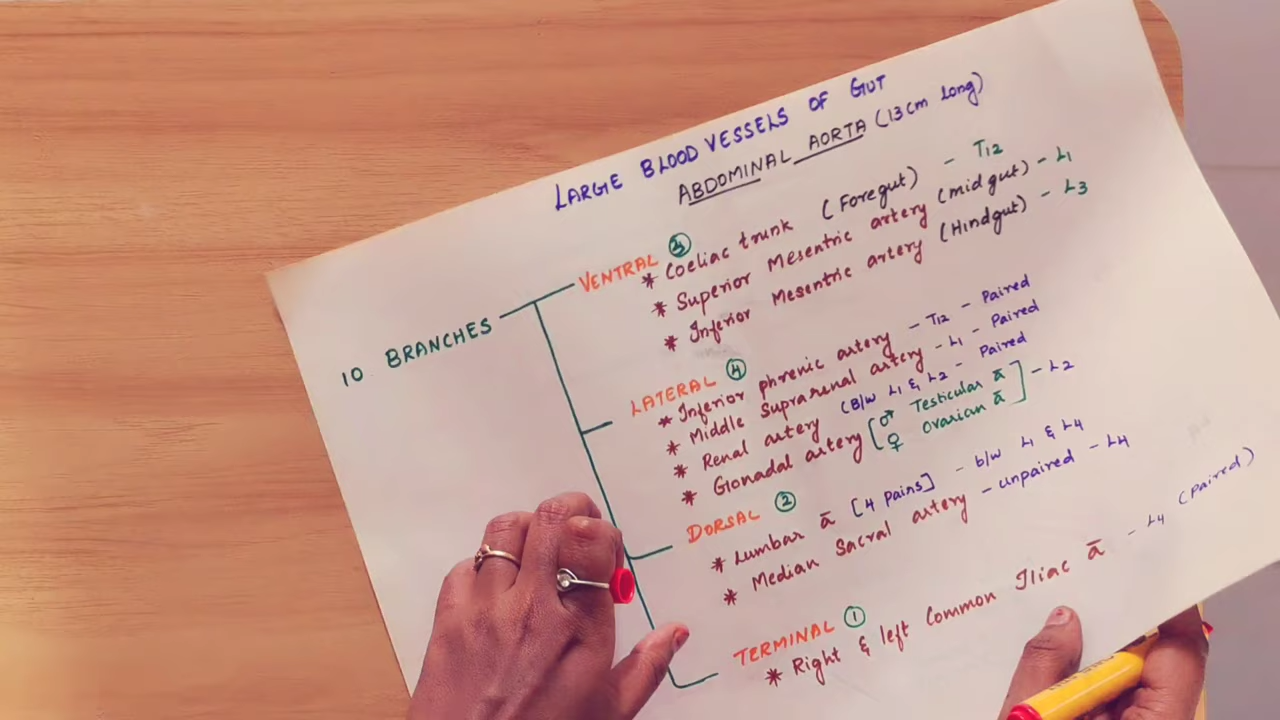 LARGE BLOOD VESSELS OF GUT
ABDOMINAL AORTA (13cm long)
10 BRANCHES
VENTRAL 3
* Coeliac trunk (Foregut) - T12
* Superior Mesentric artery (midgut) - L1
* Inferior Mesentric artery (Hindgut) - L3
LATERAL 4
* Inferior phrenic artery - T12 - Paired
* Middle Suprarenal artery - L1 - Paired
* Renal artery (B/w L1 & L2 - Paired
* Gonadal artery [♂ Testicular ā
♀ Ovarian ā] - L2
DORSAL 2
* Lumbar ā [4 pairs] - b/w L1 & L4
* Median Sacral artery - unpaired - L4
TERMINAL 1
* Right & left Common Iliac ā - L4 (Paired)